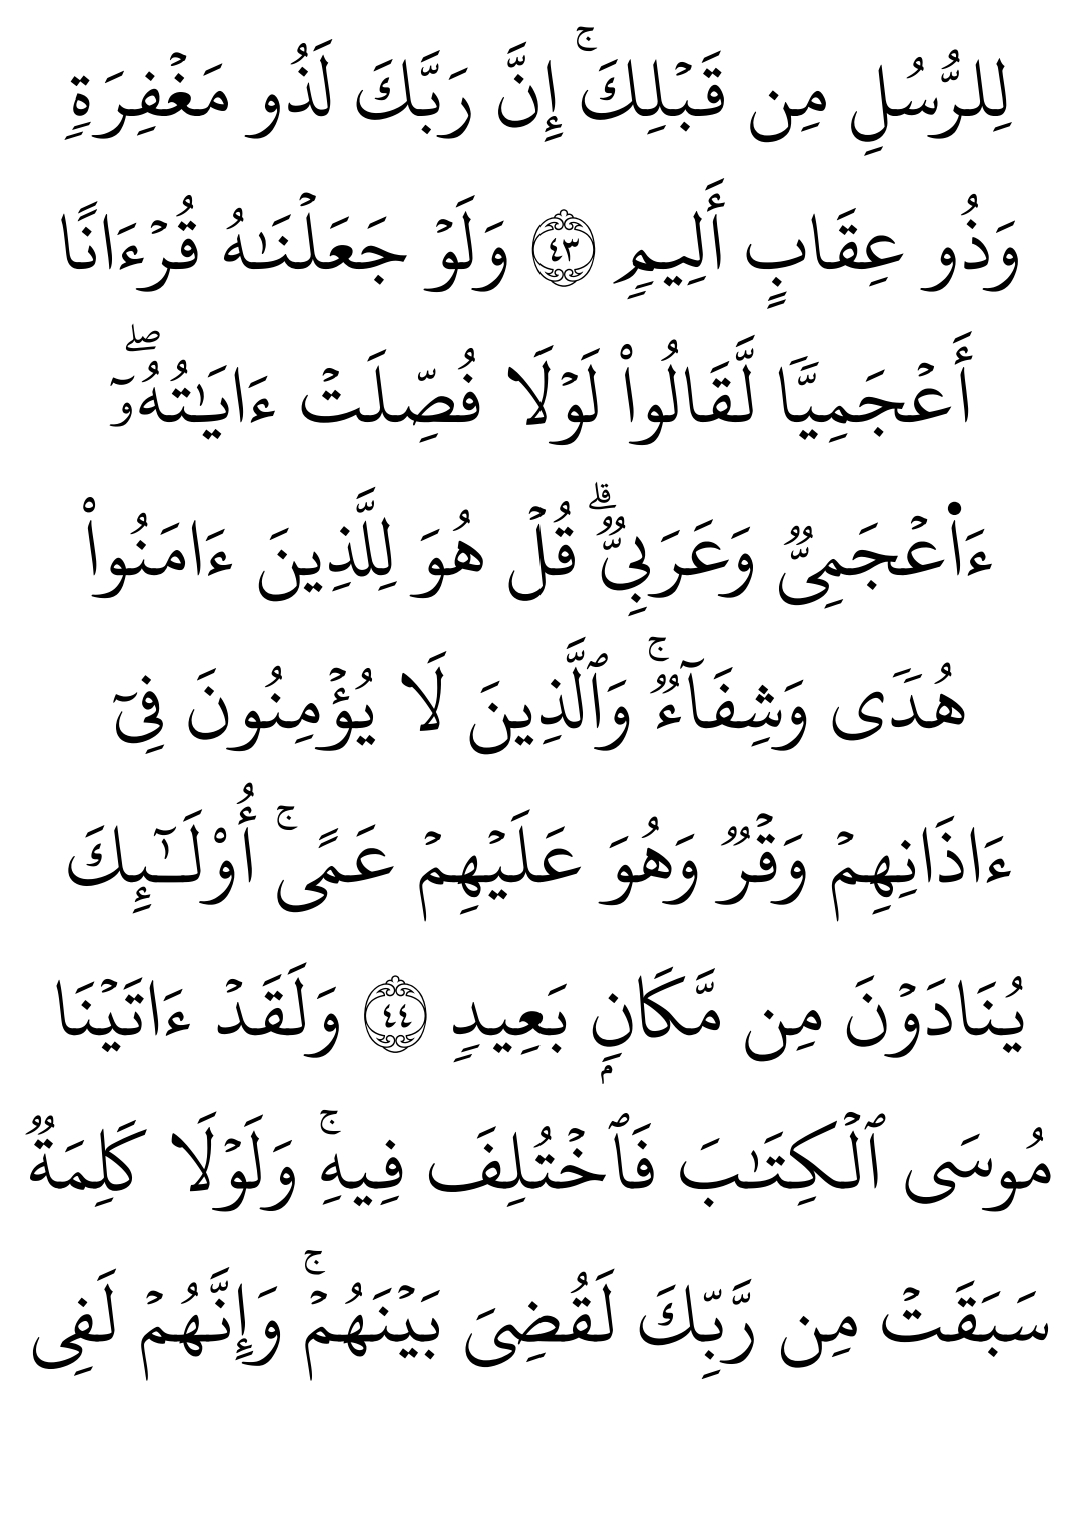 لِلرُّسُلِ مِن قَبۡلِكَۚ إِنَّ رَبَّكَ لَذُو مَغۡفِرَةٖ
وَذُو عِقَابٍ أَلِيمٖ ٤٣ وَلَوۡ جَعَلۡنَٰهُ قُرۡءَانًا
أَعۡجَمِيّٗا لَّقَالُواْ لَوۡلَا فُصِّلَتۡ ءَايَٰتُهُۥٓۖ
ءَا۬عۡجَمِيّٞ وَعَرَبِيّٞۗ قُلۡ هُوَ لِلَّذِينَ ءَامَنُواْ
هُدٗى وَشِفَآءٞۚ وَٱلَّذِينَ لَا يُؤۡمِنُونَ فِيٓ
ءَاذَانِهِمۡ وَقۡرٞ وَهُوَ عَلَيۡهِمۡ عَمًىۚ أُوْلَٰٓئِكَ
يُنَادَوۡنَ مِن مَّكَانِۭ بَعِيدٖ ٤٤ وَلَقَدۡ ءَاتَيۡنَا
مُوسَى ٱلۡكِتَٰبَ فَٱخۡتُلِفَ فِيهِۚ وَلَوۡلَا كَلِمَةٞ
سَبَقَتۡ مِن رَّبِّكَ لَقُضِيَ بَيۡنَهُمۡۚ وَإِنَّهُمۡ لَفِي